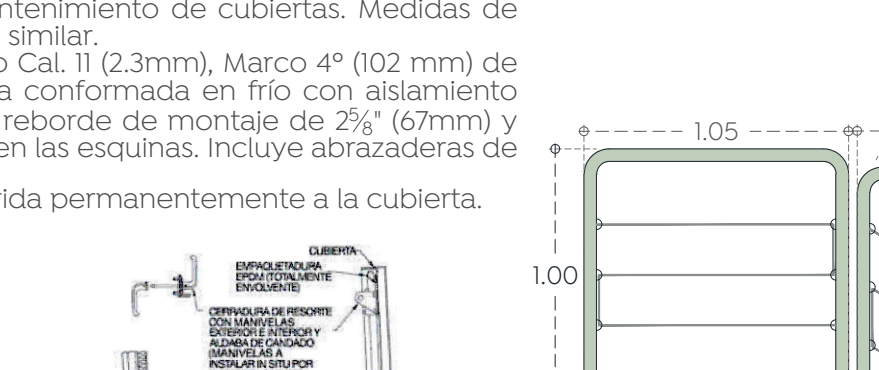 ntenimiento de cubiertas. Medidas de
similar.
o Cal. 11 (2.3mm), Marco 4° (102 mm) de
a conformada en frío con aislamiento
reborde de montaje de 2⅝" (67mm) y
en las esquinas. Incluye abrazaderas de
rida permanentemente a la cubierta.
CUBIERTA
EMPAQUETADURA
EPDM (TOTALMENTE
ENVOLVENTE)
CERRADURA DE RESORTE
CON MANIVELAS
EXTERIOR E INTERIOR Y
ALDABA DE CANDADO
(MANIVELAS A
INSTALAR IN SITU POR
1.05
1.00